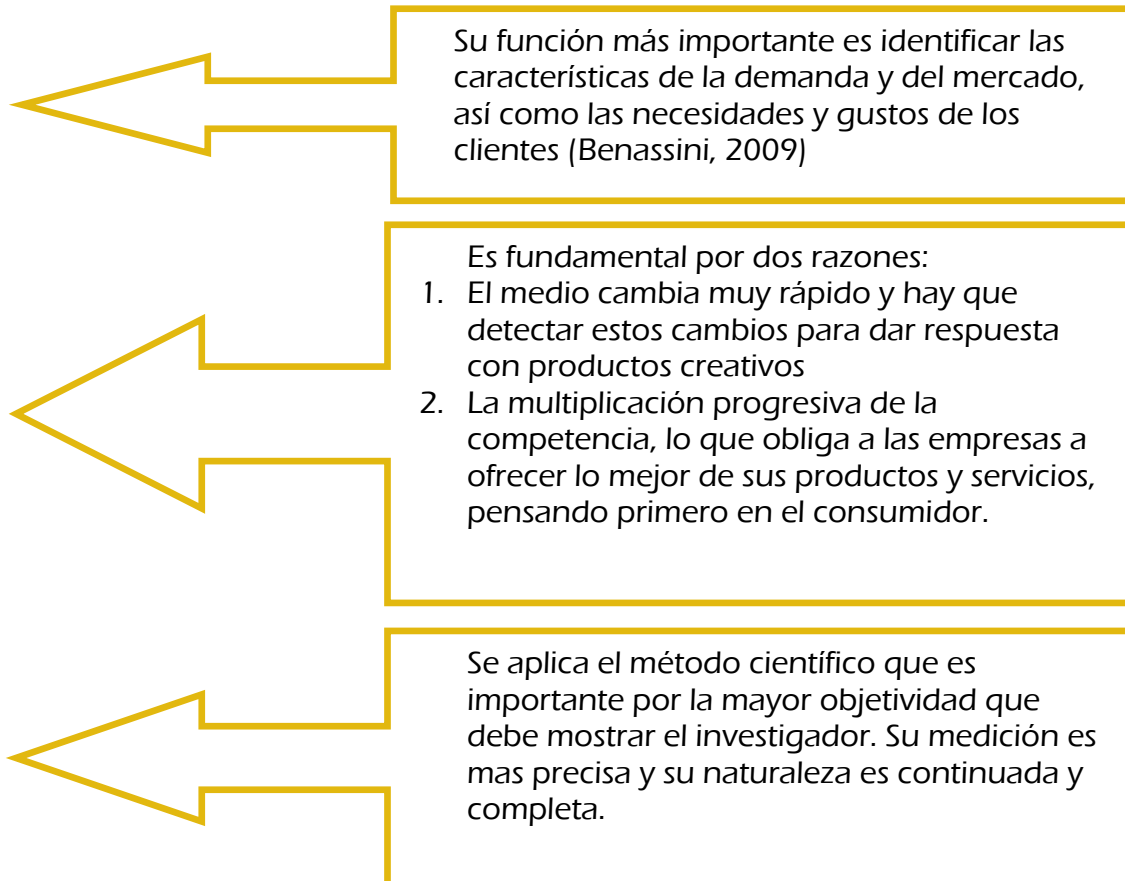 Su función más importante es identificar las
características de la demanda y del mercado,
así como las necesidades y gustos de los
clientes (Benassini, 2009)
Es fundamental por dos razones:
1. El medio cambia muy rápido y hay que
detectar estos cambios para dar respuesta
con productos creativos
2. La multiplicación progresiva de la
competencia, lo que obliga a las empresas a
ofrecer lo mejor de sus productos y servicios,
pensando primero en el consumidor.
Se aplica el método científico que es
importante por la mayor objetividad que
debe mostrar el investigador. Su medición es
mas precisa y su naturaleza es continuada y
completa.